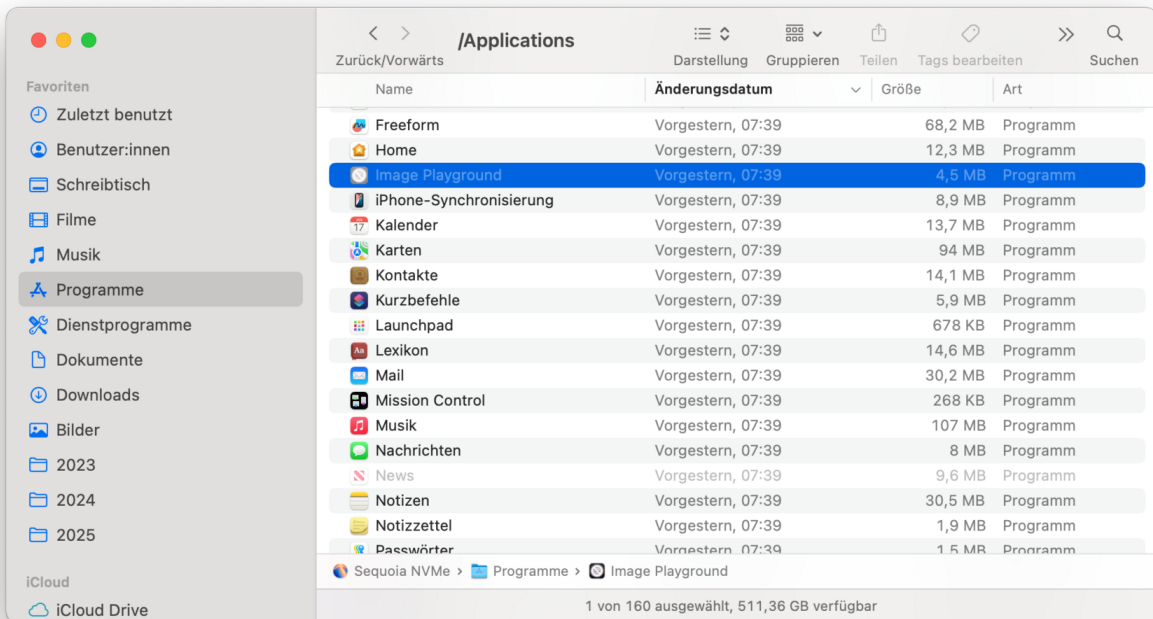 Zurück/Vorwärts
/Applications
Darstellung
Gruppieren
Teilen
Tags bearbeiten
Suchen
Favoriten
Zuletzt benutzt
Benutzer:innen
Schreibtisch
Filme
Musik
Programme
Dienstprogramme
Dokumente
Downloads
Bilder
2023
2024
2025
iCloud
iCloud Drive
Name Änderungsdatum Größe Art
Freeform Vorgestern, 07:39 68,2 MB Programm
Home Vorgestern, 07:39 12,3 MB Programm
Image Playground Vorgestern, 07:39 4,5 MB Programm
iPhone-Synchronisierung Vorgestern, 07:39 8,9 MB Programm
Kalender Vorgestern, 07:39 13,7 MB Programm
Karten Vorgestern, 07:39 94 MB Programm
Kontakte Vorgestern, 07:39 14,1 MB Programm
Kurzbefehle Vorgestern, 07:39 5,9 MB Programm
Launchpad Vorgestern, 07:39 678 KB Programm
Lexikon Vorgestern, 07:39 14,6 MB Programm
Mail Vorgestern, 07:39 30,2 MB Programm
Mission Control Vorgestern, 07:39 268 KB Programm
Musik Vorgestern, 07:39 107 MB Programm
Nachrichten Vorgestern, 07:39 8 MB Programm
News Vorgestern, 07:39 9,6 MB Programm
Notizen Vorgestern, 07:39 30,5 MB Programm
Notizzettel Vorgestern, 07:39 1,9 MB Programm
Passwörter Vorgestern, 07:39 1,5 MB Programm
Sequoia NVMe › Programme › Image Playground
1 von 160 ausgewählt, 511,36 GB verfügbar